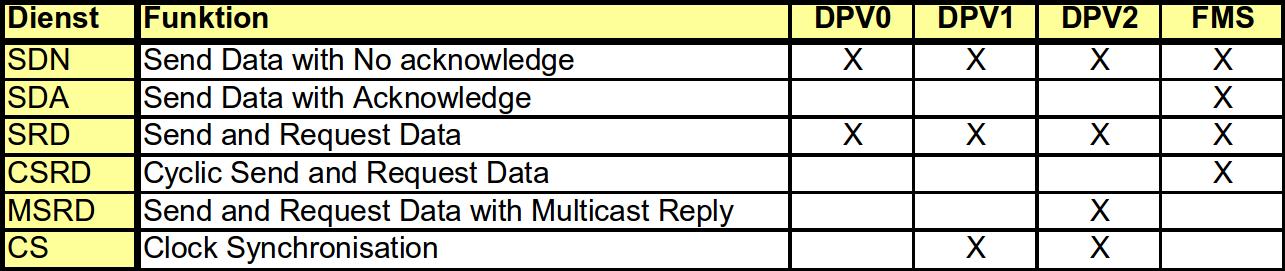 Dienst Funktion DPV0 DPV1 DPV2 FMS
SDN Send Data with No acknowledge X X X X
SDA Send Data with Acknowledge X
SRD Send and Request Data X X X X
CSRD Cyclic Send and Request Data X
MSRD Send and Request Data with Multicast Reply X
CS Clock Synchronisation X X